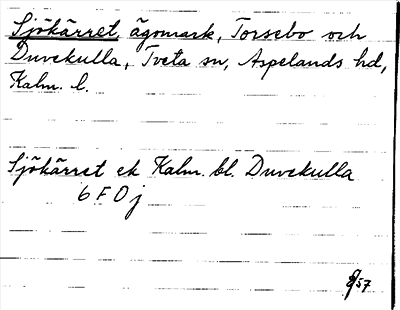 Sjökärret, ägomark, Torsebo och
Duvekulla, Tveta sn, Aspelands hd,
Kalm. l.
Sjökärret ek Kalm. bl. Duvekulla
6 F 0 j
57